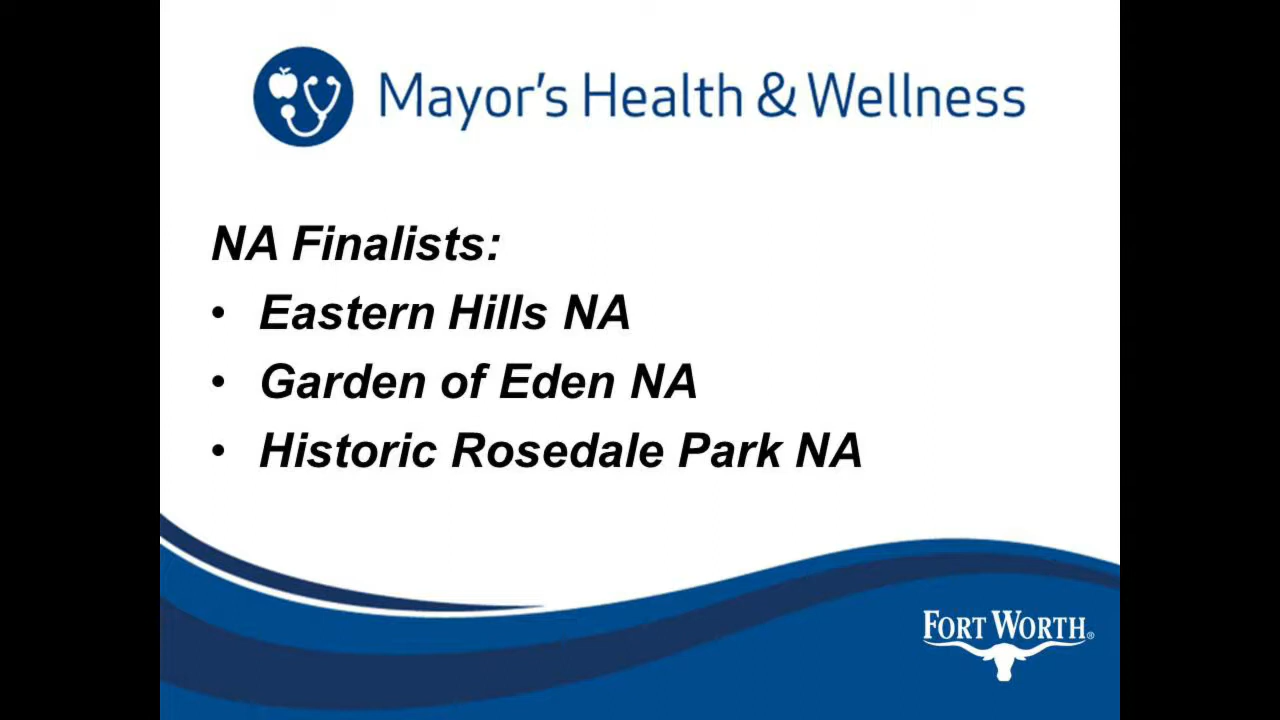 Mayor's Health & Wellness
NA Finalists:
• Eastern Hills NA
• Garden of Eden NA
• Historic Rosedale Park NA
FORT WORTH®